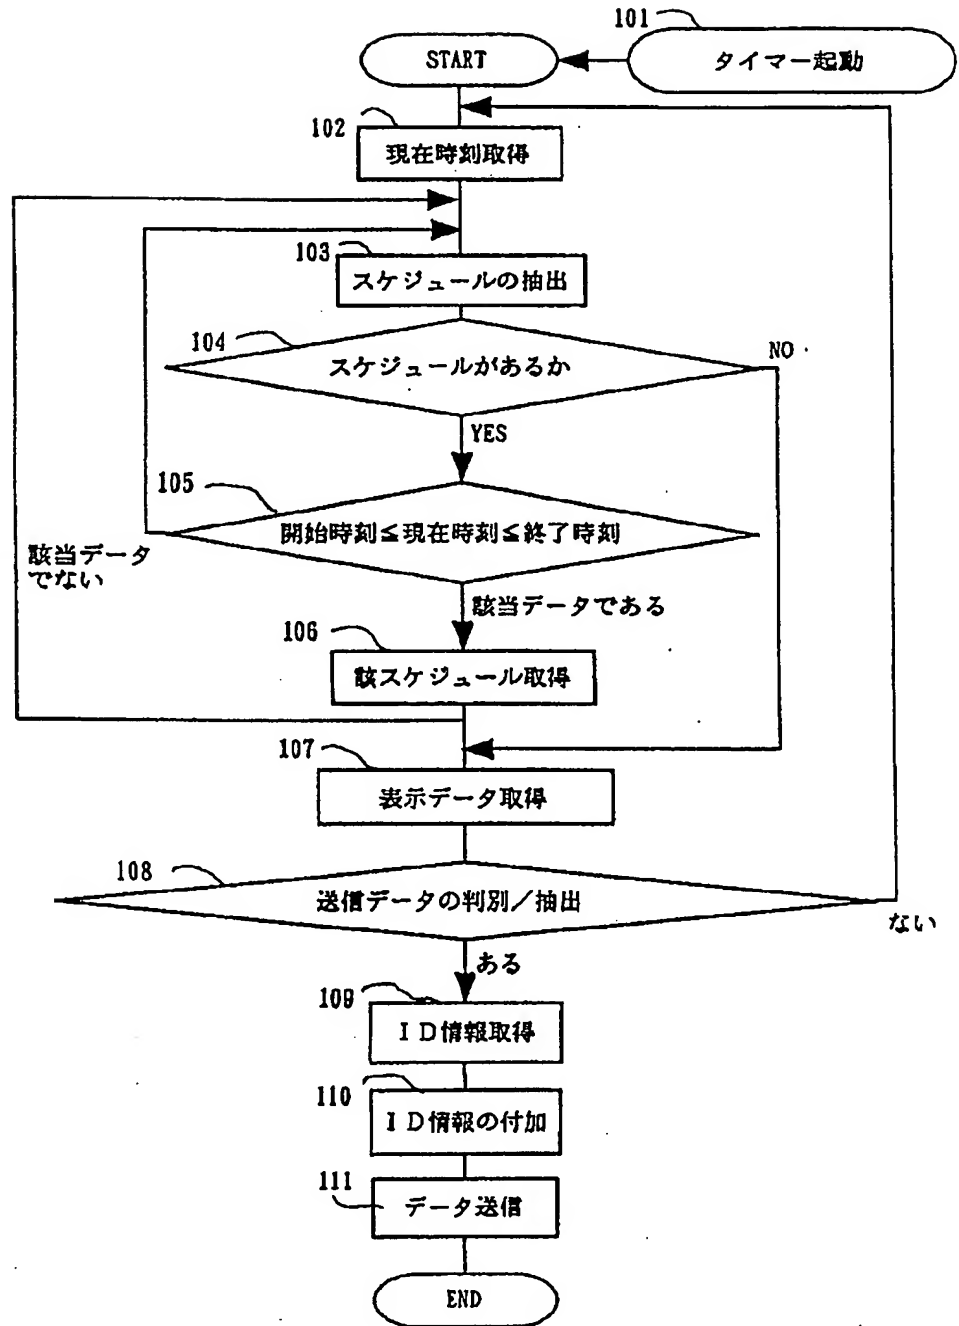 101
START
タイマー起動
102
現在時刻取得
103
スケジュールの抽出
104
スケジュールがあるか
NO
YES
105
開始時刻≦現在時刻≦終了時刻
該当データ
でない
該当データである
106
該スケジュール取得
107
表示データ取得
108
送信データの判別／抽出
ない
ある
109
ＩＤ情報取得
110
ＩＤ情報の付加
111
データ送信
END